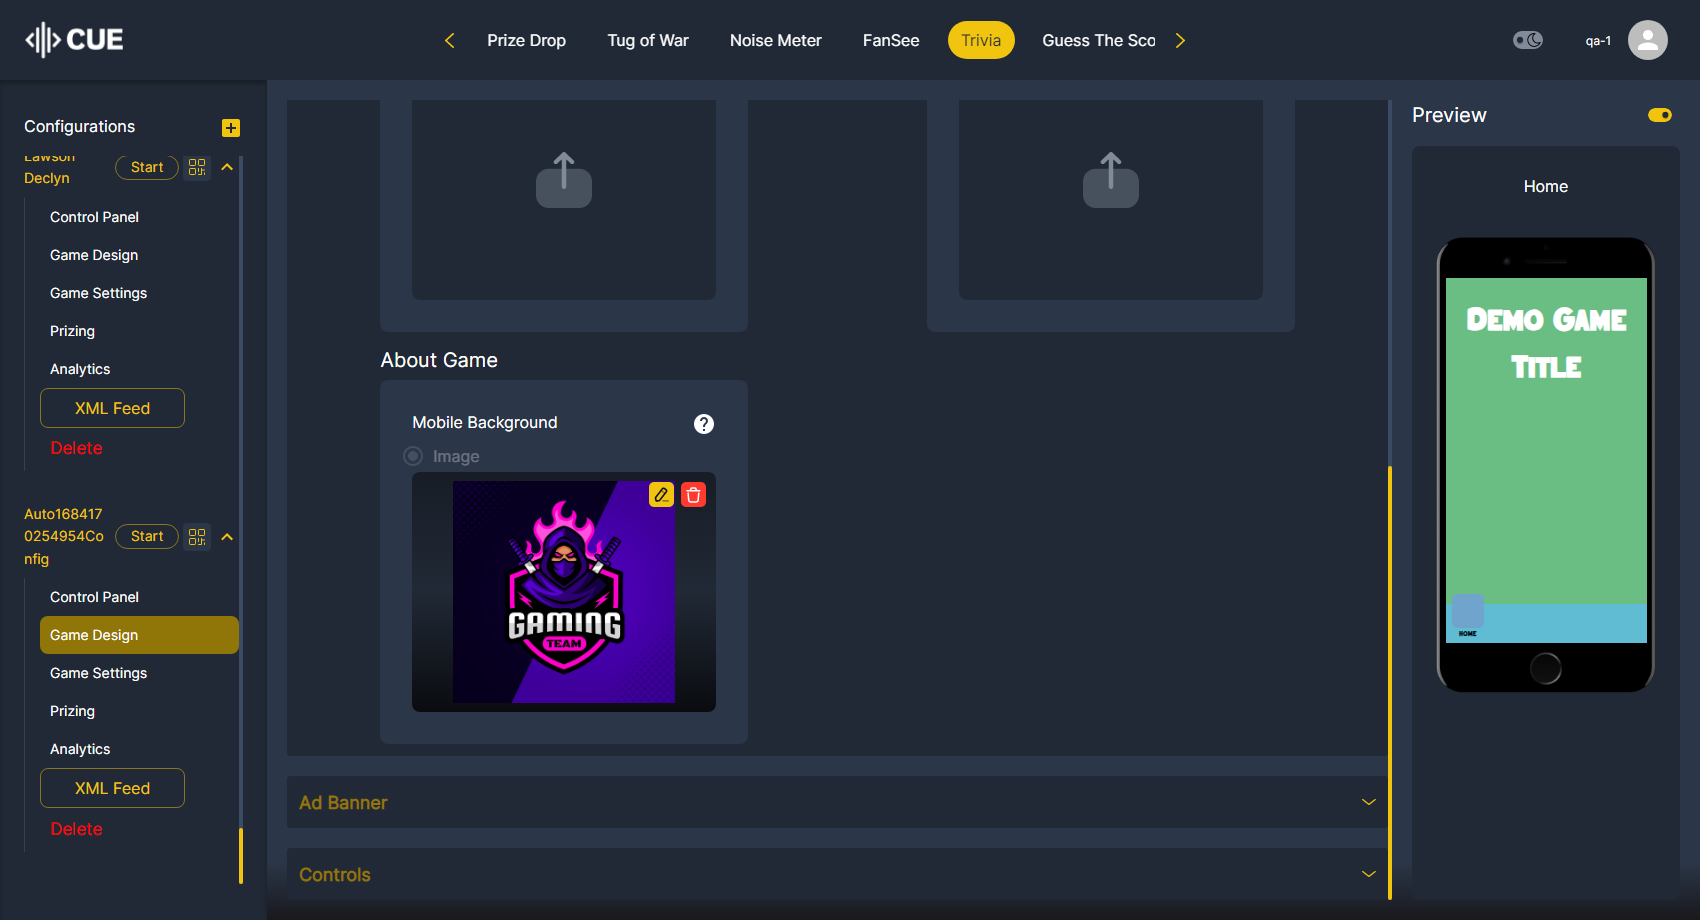 CUE
Prize Drop
Tug of War
Noise Meter
FanSee
Trivia
Guess The Sco
qa-1
Configurations
Lawson
Declyn
Start
Control Panel
Game Design
Game Settings
Prizing
Analytics
XML Feed
Delete
Auto168417
0254954Co
nfig
Start
Control Panel
Game Design
Game Settings
Prizing
Analytics
XML Feed
Delete
About Game
Mobile Background
?
Image
GAMING
TEAM
Ad Banner
Controls
Preview
Home
DEMO GAME
TITLE
HOME